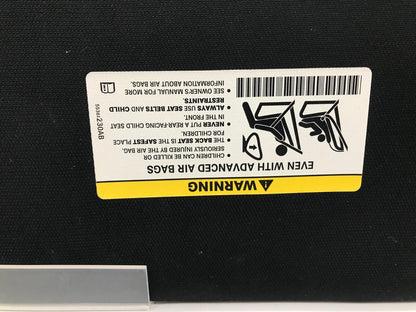 WARNING
EVEN WITH ADVANCED AIR BAGS
• CHILDREN CAN BE KILLED OR
SERIOUSLY INJURED BY THE AIR BAG.
• THE BACK SEAT IS THE SAFEST PLACE
FOR CHILDREN.
• NEVER PUT A REAR-FACING CHILD SEAT
IN THE FRONT.
• ALWAYS USE SEAT BELTS AND CHILD
RESTRAINTS.
• SEE OWNER'S MANUAL FOR MORE
INFORMATION ABOUT AIR BAGS.